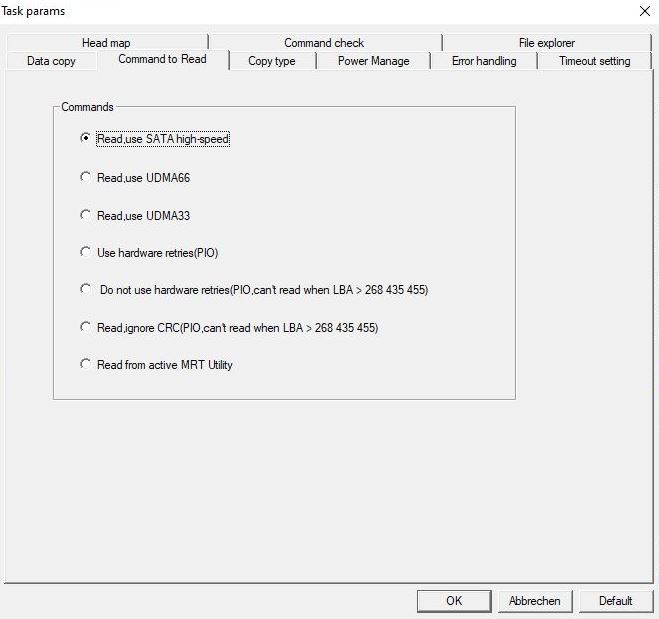 Task params
Head map
Command check
File explorer
Data copy
Command to Read
Copy type
Power Manage
Error handling
Timeout setting
Commands
Read,use SATA high-speed
Read,use UDMA66
Read,use UDMA33
Use hardware retries(PIO)
Do not use hardware retries(PIO,can't read when LBA > 268 435 455)
Read,ignore CRC(PIO,can't read when LBA > 268 435 455)
Read from active MRT Utility
OK
Abbrechen
Default